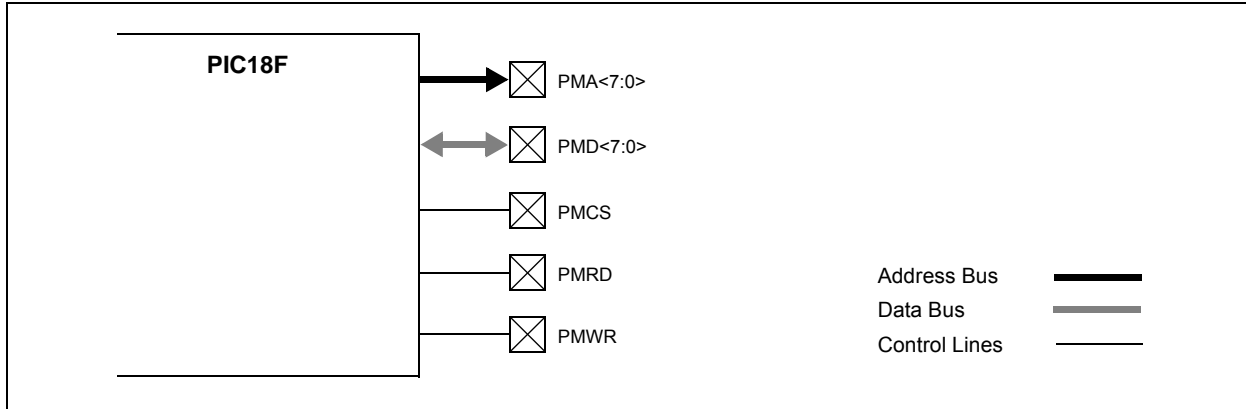 PIC18F
PMA<7:0>
PMD<7:0>
PMCS
PMRD
PMWR
Address Bus
Data Bus
Control Lines